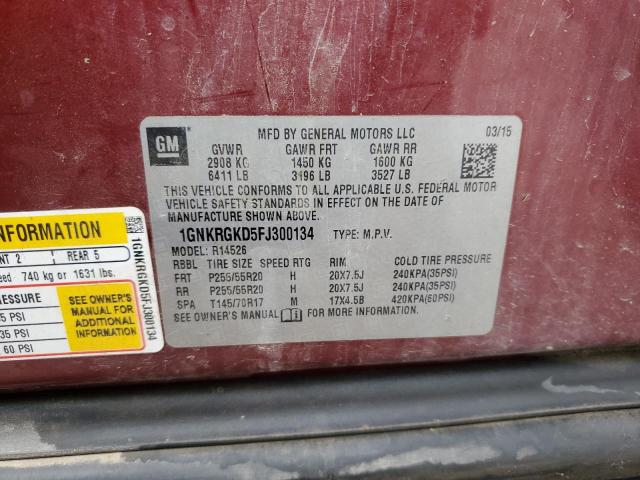 GM
MFD BY GENERAL MOTORS LLC
03/15
GVWR GAWR FRT GAWR RR
2908 KG 1450 KG 1600 KG
6411 LB 3196 LB 3527 LB
THIS VEHICLE CONFORMS TO ALL APPLICABLE U.S. FEDERAL MOTOR
VEHICLE SAFETY STANDARDS IN EFFECT ON THE DATE OF
MANUFACTURE SHOWN ABOVE.
1GNKRGKD5FJ300134 TYPE: M.P.V.
MODEL: R14526
RBBL TIRE SIZE SPEED RTG RIM COLD TIRE PRESSURE
FRT P255/55R20 H 20X7.5J 240KPA(35PSI)
RR P255/55R20 H 20X7.5J 240KPA(35PSI)
SPA T145/70R17 M 17X4.5B 420KPA(60PSI)
SEE OWNER'S MANUAL FOR MORE INFORMATION.
INFORMATION
2 REAR 5
740 kg or 1631 lbs.
PSI
35 PSI
60 PSI
SEE OWNER'S
MANUAL FOR
ADDITIONAL
INFORMATION
1GNKRGKD5FJ300134